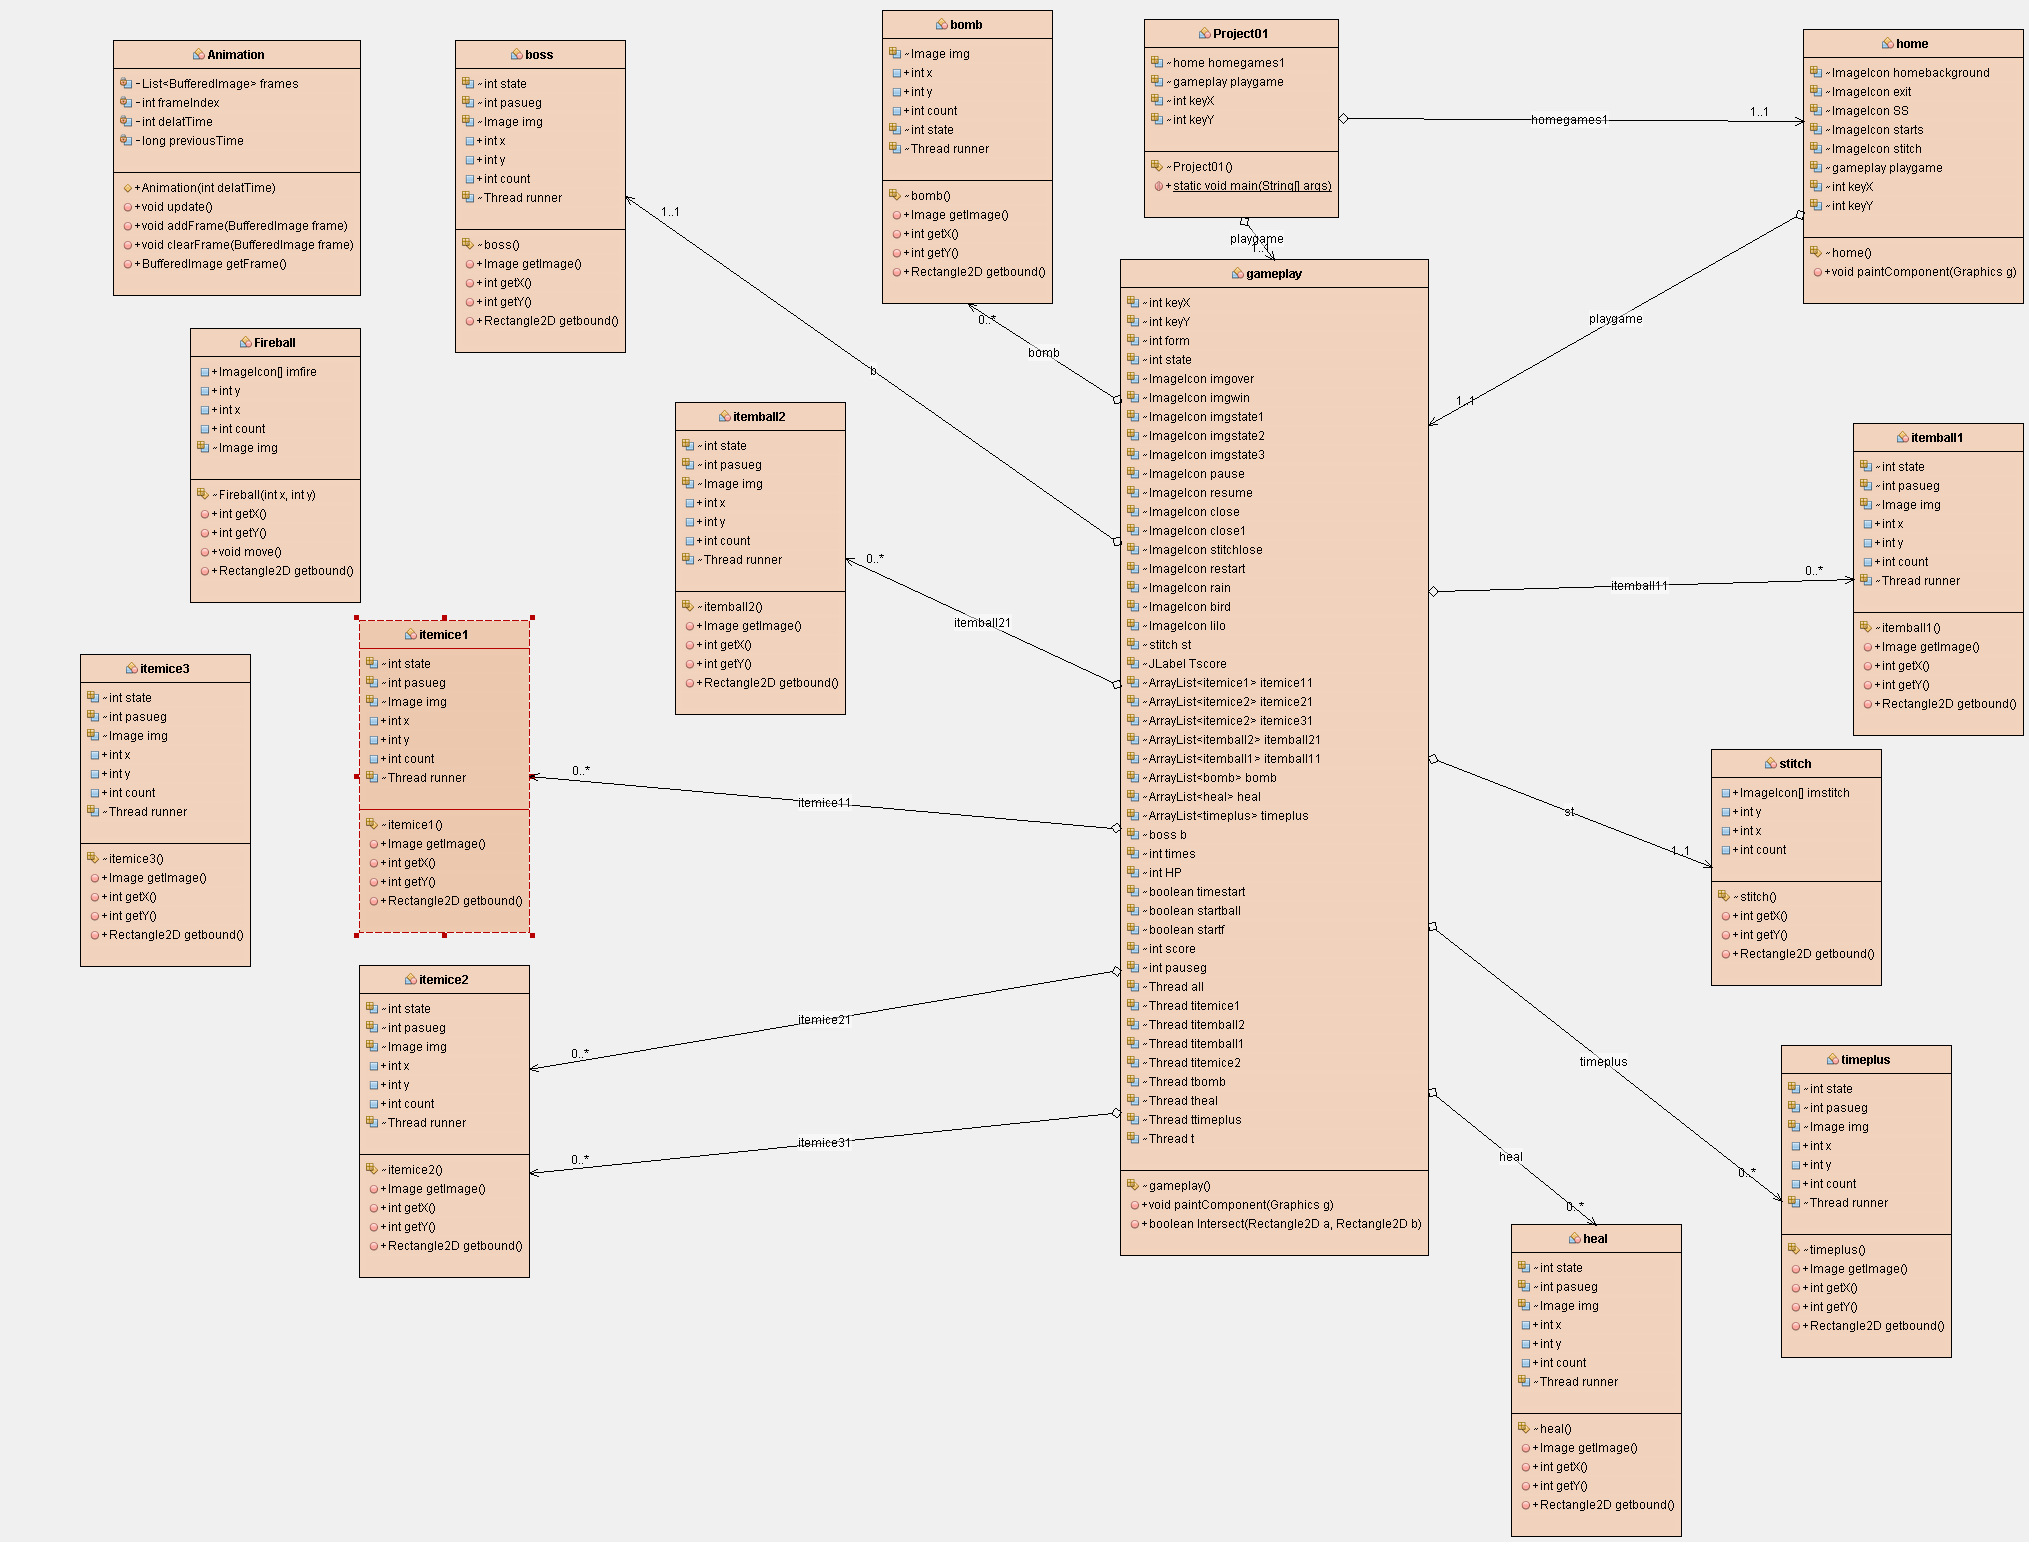 Animation
-List<BufferedImage> frames
-int frameIndex
-int delatTime
-long previousTime
+Animation(int delatTime)
+void update()
+void addFrame(BufferedImage frame)
+void clearFrame(BufferedImage frame)
+BufferedImage getFrame()
boss
~int state
~int pasueg
~Image img
+int x
+int y
+int count
~Thread runner
~boss()
+Image getImage()
+int getX()
+int getY()
+Rectangle2D getbound()
bomb
~Image img
+int x
+int y
+int count
~int state
~Thread runner
~bomb()
+Image getImage()
+int getX()
+int getY()
+Rectangle2D getbound()
Project01
~home homegames1
~gameplay playgame
~int keyX
~int keyY
~Project01()
+static void main(String[] args)
homegames1
1..1
home
~ImageIcon homebackground
~ImageIcon exit
~ImageIcon SS
~ImageIcon starts
~ImageIcon stitch
~gameplay playgame
~int keyX
~int keyY
~home()
+void paintComponent(Graphics g)
playgame
1..1
playgame
1..1
1..1
b
0..*
bomb
Fireball
+ImageIcon[] imfire
+int y
+int x
+int count
~Image img
~Fireball(int x, int y)
+int getX()
+int getY()
+void move()
+Rectangle2D getbound()
itemball2
~int state
~int pasueg
~Image img
+int x
+int y
+int count
~Thread runner
~itemball2()
+Image getImage()
+int getX()
+int getY()
+Rectangle2D getbound()
0..*
itemball21
gameplay
~int keyX
~int keyY
~int form
~int state
~ImageIcon imgover
~ImageIcon imgwin
~ImageIcon imgstate1
~ImageIcon imgstate2
~ImageIcon imgstate3
~ImageIcon pause
~ImageIcon resume
~ImageIcon close
~ImageIcon close1
~ImageIcon stitchlose
~ImageIcon restart
~ImageIcon rain
~ImageIcon bird
~ImageIcon lilo
~stitch st
~JLabel Tscore
~ArrayList<itemice1> itemice11
~ArrayList<itemice2> itemice21
~ArrayList<itemice2> itemice31
~ArrayList<itemball2> itemball21
~ArrayList<itemball1> itemball11
~ArrayList<bomb> bomb
~ArrayList<heal> heal
~ArrayList<timeplus> timeplus
~boss b
~int times
~int HP
~boolean timestart
~boolean startball
~boolean startf
~int score
~int pauseg
~Thread all
~Thread titemice1
~Thread titemball2
~Thread titemball1
~Thread titemice2
~Thread tbomb
~Thread theal
~Thread ttimeplus
~Thread t
~gameplay()
+void paintComponent(Graphics g)
+boolean Intersect(Rectangle2D a, Rectangle2D b)
itemball11
0..*
itemball1
~int state
~int pasueg
~Image img
+int x
+int y
+int count
~Thread runner
~itemball1()
+Image getImage()
+int getX()
+int getY()
+Rectangle2D getbound()
itemice3
~int state
~int pasueg
~Image img
+int x
+int y
+int count
~Thread runner
~itemice3()
+Image getImage()
+int getX()
+int getY()
+Rectangle2D getbound()
itemice1
~int state
~int pasueg
~Image img
+int x
+int y
+int count
~Thread runner
~itemice1()
+Image getImage()
+int getX()
+int getY()
+Rectangle2D getbound()
0..*
itemice11
st
1..1
stitch
+ImageIcon[] imstitch
+int y
+int x
+int count
~stitch()
+int getX()
+int getY()
+Rectangle2D getbound()
itemice2
~int state
~int pasueg
~Image img
+int x
+int y
+int count
~Thread runner
~itemice2()
+Image getImage()
+int getX()
+int getY()
+Rectangle2D getbound()
itemice21
0..*
itemice31
0..*
timeplus
0..*
timeplus
~int state
~int pasueg
~Image img
+int x
+int y
+int count
~Thread runner
~timeplus()
+Image getImage()
+int getX()
+int getY()
+Rectangle2D getbound()
heal
0..*
heal
~int state
~int pasueg
~Image img
+int x
+int y
+int count
~Thread runner
~heal()
+Image getImage()
+int getX()
+int getY()
+Rectangle2D getbound()